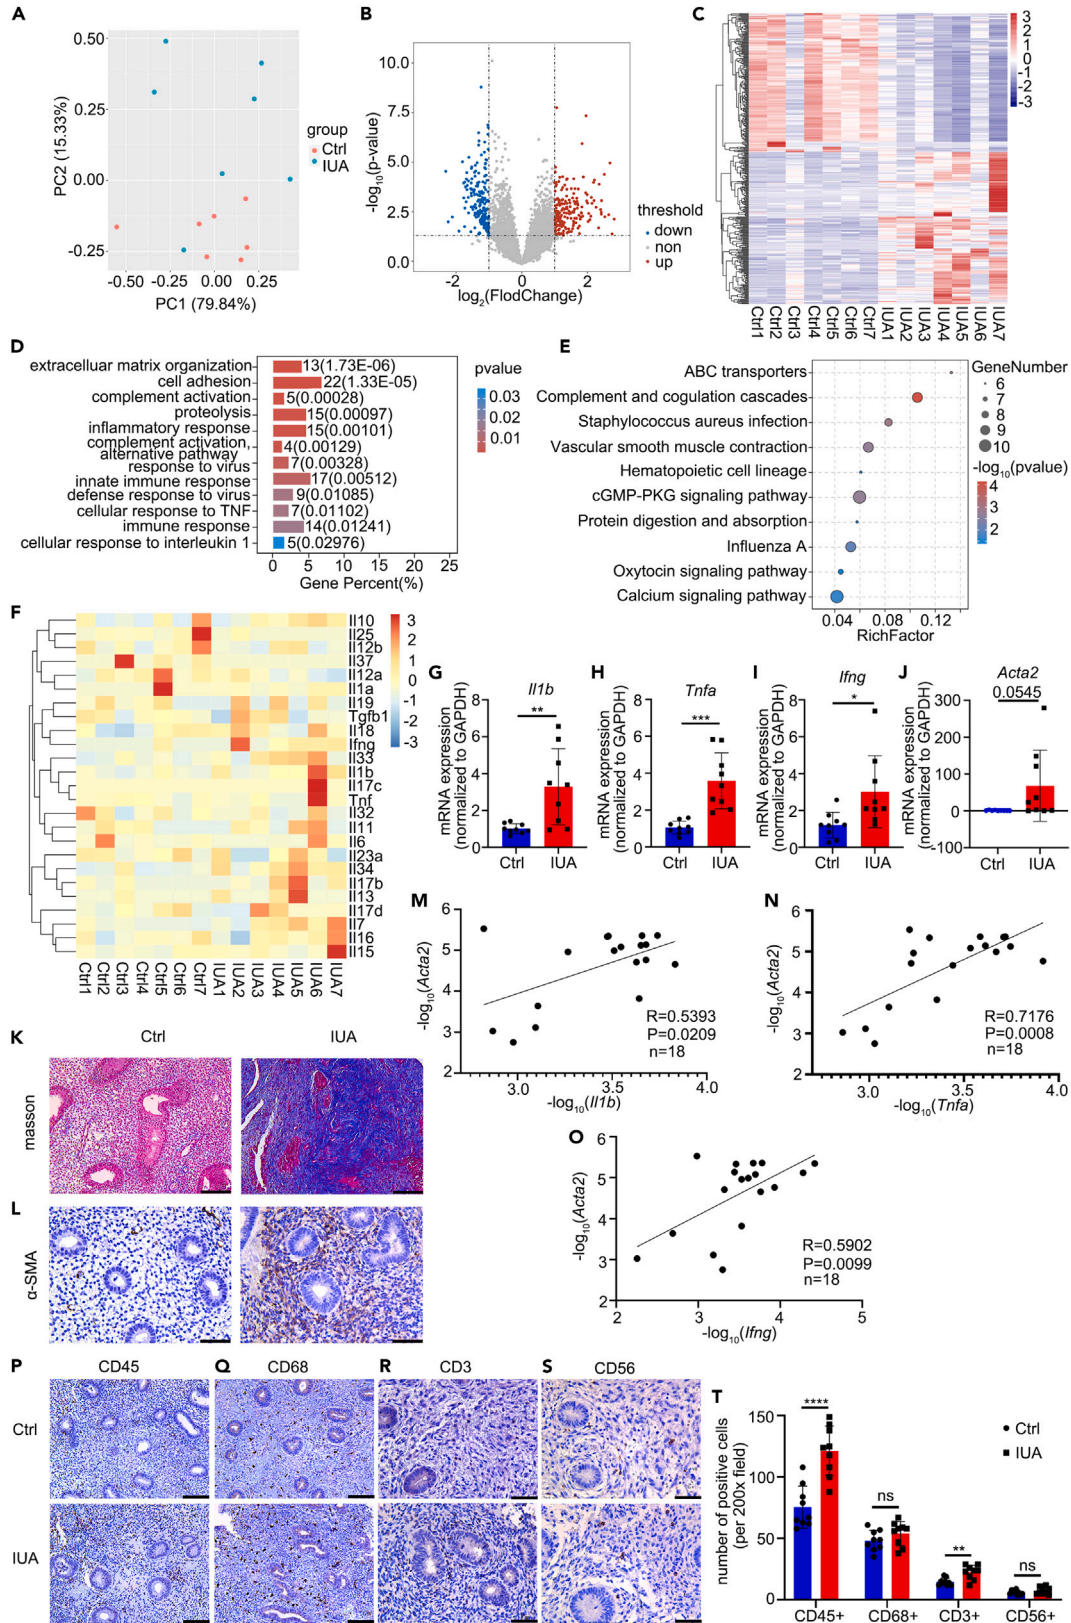 A
0.50
0.25
0.00
-0.25
PC2 (15.33%)
-0.50
-0.25
0.00
0.25
PC1 (79.84%)
group
Ctrl
IUA
B
10.0
7.5
5.0
2.5
0.0
-log10(p-value)
-2
0
2
log2(FlodChange)
threshold
down
non
up
C
3
2
1
0
-1
-2
-3
Ctrl1
Ctrl2
Ctrl3
Ctrl4
Ctrl5
Ctrl6
Ctrl7
IUA1
IUA2
IUA3
IUA4
IUA5
IUA6
IUA7
D
extracelluar matrix organization
13(1.73E-06)
cell adhesion
22(1.33E-05)
complement activation
5(0.00028)
proteolysis
15(0.00097)
inflammatory response
15(0.00101)
complement activation,
alternative pathway
4(0.00129)
response to virus
7(0.00328)
innate immune response
17(0.00512)
defense response to virus
9(0.01085)
cellular response to TNF
7(0.01102)
immune response
14(0.01241)
cellular response to interleukin 1
5(0.02976)
0 5 10 15 20 25
Gene Percent(%)
pvalue
0.03
0.02
0.01
E
ABC transporters
Complement and cogulation cascades
Staphylococcus aureus infection
Vascular smooth muscle contraction
Hematopoietic cell lineage
cGMP-PKG signaling pathway
Protein digestion and absorption
Influenza A
Oxytocin signaling pathway
Calcium signaling pathway
0.04 0.08 0.12
RichFactor
GeneNumber
6
7
8
9
10
-log10(pvalue)
4
3
2
F
Il10
Il25
Il12b
Il37
Il12a
Il1a
Il19
Tgfb1
Il18
Ifng
Il33
Il1b
Il17c
Tnf
Il32
Il11
Il6
Il23a
Il34
Il17b
Il13
Il17d
Il7
Il16
Il15
3
2
1
0
-1
-2
-3
Ctrl1
Ctrl2
Ctrl3
Ctrl4
Ctrl5
Ctrl6
Ctrl7
IUA1
IUA2
IUA3
IUA4
IUA5
IUA6
IUA7
G
Il1b
**
8
6
4
2
0
mRNA expression
(normalized to GAPDH)
Ctrl IUA
H
Tnfa
***
8
6
4
2
0
mRNA expression
(normalized to GAPDH)
Ctrl IUA
I
Ifng
*
8
6
4
2
0
mRNA expression
(normalized to GAPDH)
Ctrl IUA
J
Acta2
0.0545
300
200
100
0
-100
mRNA expression
(normalized to GAPDH)
Ctrl IUA
K
Ctrl IUA
masson
L
α-SMA
M
6
5
4
3
2
-log10(Acta2)
R=0.5393
P=0.0209
n=18
3.0 3.5 4.0
-log10(Il1b)
N
6
5
4
3
2
-log10(Acta2)
R=0.7176
P=0.0008
n=18
3.0 3.5 4.0
-log10(Tnfa)
O
6
5
4
3
2
-log10(Acta2)
R=0.5902
P=0.0099
n=18
2 3 4 5
-log10(Ifng)
P
CD45
Q
CD68
R
CD3
S
CD56
Ctrl
IUA
T
150
100
50
0
number of positive cells
(per 200x field)
****
ns
**
ns
Ctrl
IUA
CD45+ CD68+ CD3+ CD56+